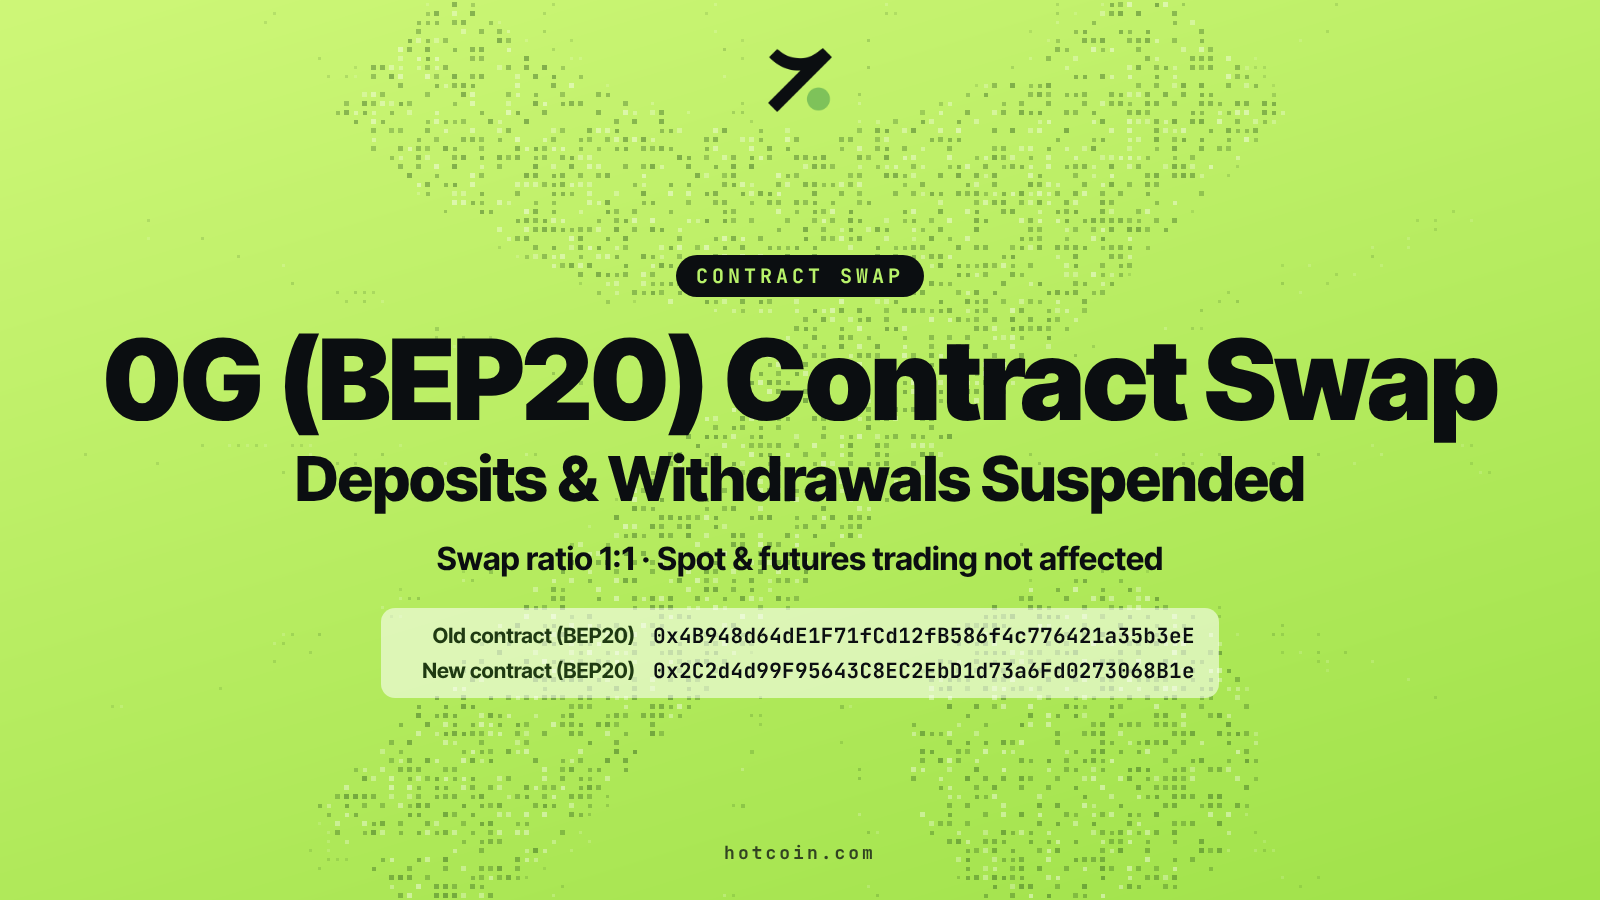 CONTRACT SWAP
0G (BEP20) Contract Swap
Deposits & Withdrawals Suspended
Swap ratio 1:1 · Spot & futures trading not affected
Old contract (BEP20) 0x4B948d64dE1F71fCd12fB586f4c776421a35b3eE
New contract (BEP20) 0x2C2d4d99F95643C8EC2EbD1d73a6Fd0273068B1e
hotcoin.com